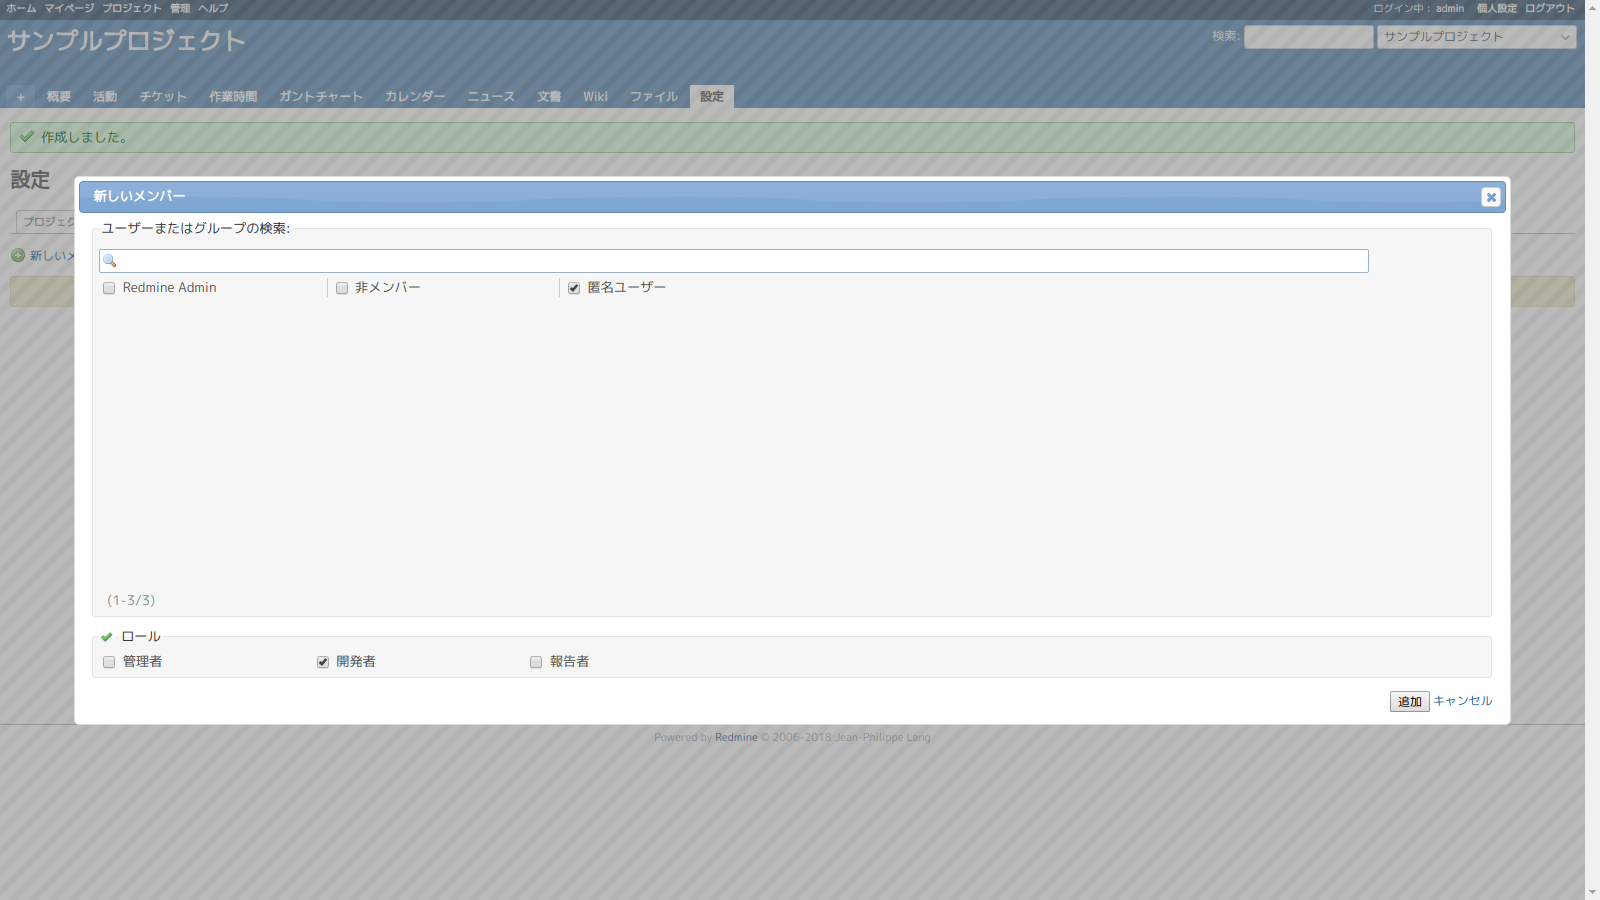 ホーム マイページ プロジェクト 管理 ヘルプ
ログイン中 : admin 個人設定 ログアウト
サンプルプロジェクト
検索: サンプルプロジェクト
+ 概要 活動 チケット 作業時間 ガントチャート カレンダー ニュース 文書 Wiki ファイル 設定
作成しました。
設定
プロジェク
新しいメ
新しいメンバー
ユーザーまたはグループの検索:
Redmine Admin 非メンバー 匿名ユーザー
(1-3/3)
ロール
管理者 開発者 報告者
追加 キャンセル
Powered by Redmine © 2006-2018 Jean-Philippe Lang